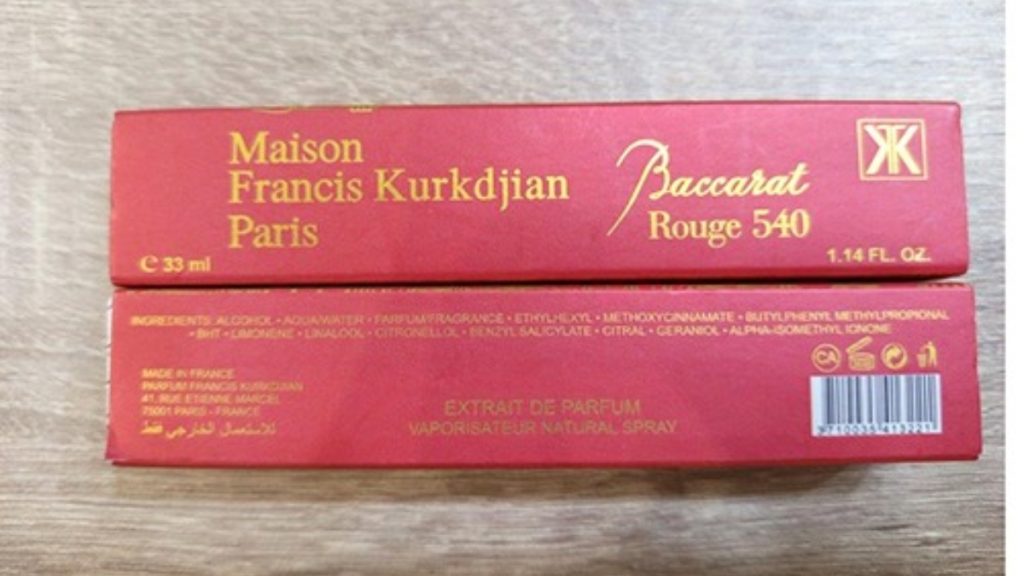 Maison
Francis Kurkdjian
Paris
Baccarat
Rouge 540
℮ 33 ml
1.14 FL. OZ.
INGREDIENTS: ALCOHOL • AQUA/WATER • PARFUM/FRAGRANCE • ETHYLHEXYL • METHOXYCINNAMATE • BUTYLPHENYL METHYLPROPIONAL
• BHT • LIMONENE • LINALOOL • CITRONELLOL • BENZYL SALICYLATE • CITRAL • GERANIOL • ALPHA-ISOMETHYL IONONE
CA
MADE IN FRANCE
PARFUM FRANCIS KURKDJIAN
41, RUE ETIENNE MARCEL
75001 PARIS - FRANCE
للاستعمال الخارجي فقط
EXTRAIT DE PARFUM
VAPORISATEUR NATURAL SPRAY